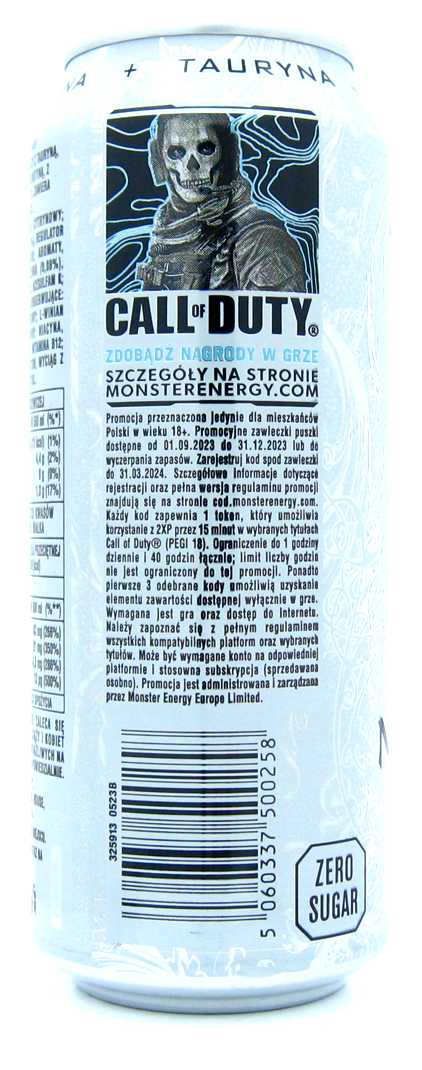 + TAURYNA
CALL OF DUTY®
ZDOBĄDŹ NAGRODY W GRZE
SZCZEGÓŁY NA STRONIE
MONSTERENERGY.COM
Promocja przeznaczona jedynie dla mieszkańców
Polski w wieku 18+. Promocyjne zawleczki puszki
dostępne od 01.09.2023 do 31.12.2023 lub do
wyczerpania zapasów. Zarejestruj kod spod zawleczki
do 31.03.2024. Szczegółowe informacje dotyczące
rejestracji oraz pełna wersja regulaminu promocji
znajdują się na stronie cod.monsterenergy.com.
Każdy kod zapewnia 1 token, który umożliwia
korzystanie z 2XP przez 15 minut w wybranych tytułach
Call of Duty® (PEGI 18). Ograniczenie do 1 godziny
dziennie i 40 godzin łącznie; limit liczby godzin
nie jest ograniczony do tej promocji. Ponadto
pierwsze 3 odebrane kody umożliwią uzyskanie
elementu zawartości dostępnej wyłącznie w grze.
Wymagana jest gra oraz dostęp do Internetu.
Należy zapoznać się z pełnym regulaminem
wszystkich kompatybilnych platform oraz wybranych
tytułów. Może być wymagane konto na odpowiedniej
platformie i stosowna subskrypcja (sprzedawana
osobno). Promocja jest administrowana i zarządzana
przez Monster Energy Europe Limited.
325913 0523B
5 060337 500258
ZERO
SUGAR